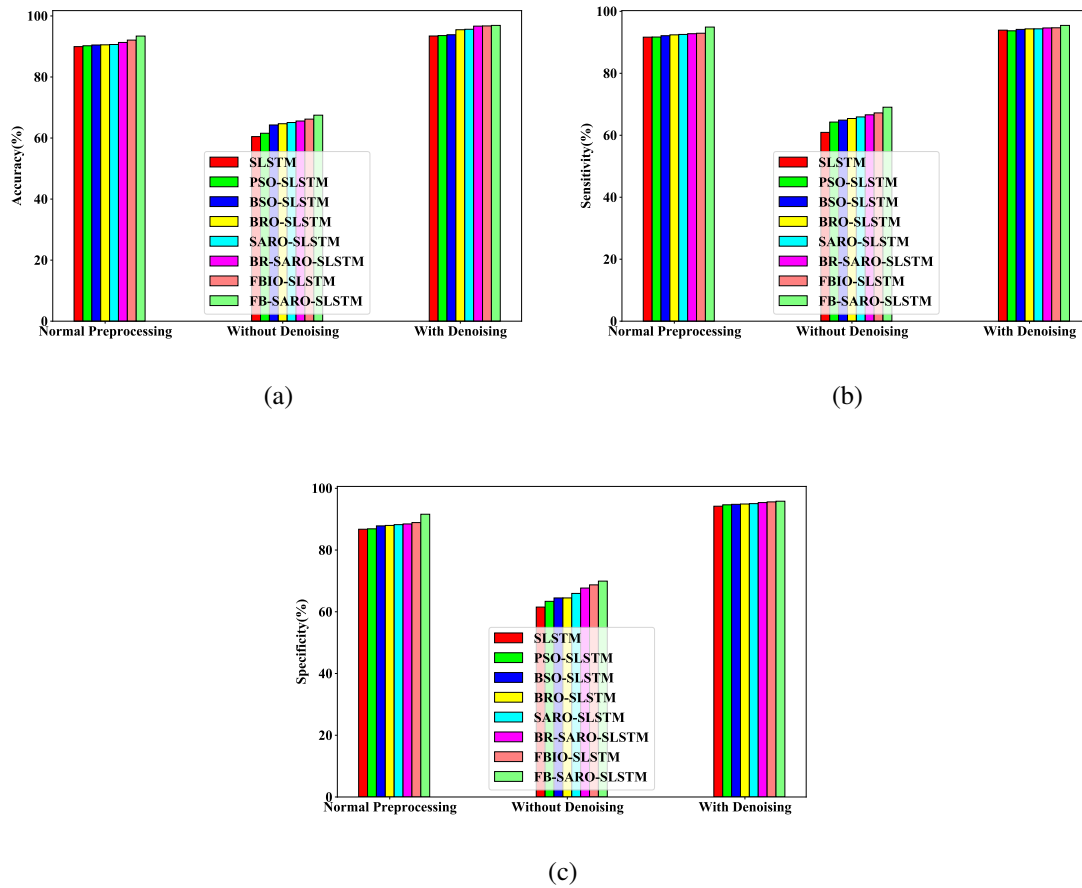 100
80
60
40
20
0
Accuracy(%)
SLSTM
PSO-SLSTM
BSO-SLSTM
BRO-SLSTM
SARO-SLSTM
BR-SARO-SLSTM
FBIO-SLSTM
FB-SARO-SLSTM
Normal Preprocessing
Without Denoising
With Denoising
(a)
100
80
60
40
20
0
Sensitivity(%)
SLSTM
PSO-SLSTM
BSO-SLSTM
BRO-SLSTM
SARO-SLSTM
BR-SARO-SLSTM
FBIO-SLSTM
FB-SARO-SLSTM
Normal Preprocessing
Without Denoising
With Denoising
(b)
100
80
60
40
20
0
Specificity(%)
SLSTM
PSO-SLSTM
BSO-SLSTM
BRO-SLSTM
SARO-SLSTM
BR-SARO-SLSTM
FBIO-SLSTM
FB-SARO-SLSTM
Normal Preprocessing
Without Denoising
With Denoising
(c)